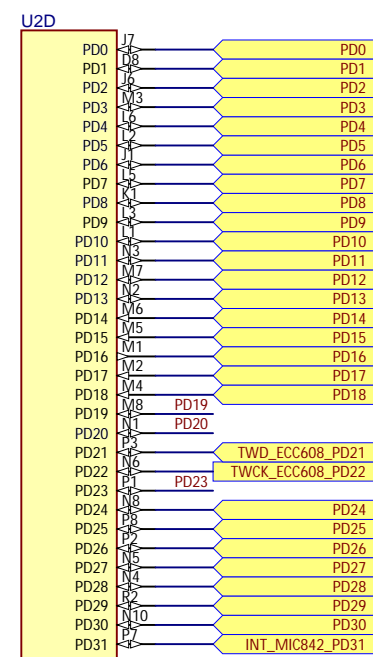 U2D
PD0 J7 PD0
PD1 D8 PD1
PD2 J6 PD2
PD3 M3 PD3
PD4 L6 PD4
PD5 L2 PD5
PD6 J1 PD6
PD7 L5 PD7
PD8 K1 PD8
PD9 L3 PD9
PD10 L1 PD10
PD11 N3 PD11
PD12 M7 PD12
PD13 N2 PD13
PD14 M6 PD14
PD15 M5 PD15
PD16 M1 PD16
PD17 M2 PD17
PD18 M4 PD18
PD19 M8 PD19
PD20 N1 PD20
PD21 P3 TWD_ECC608_PD21
PD22 N6 TWCK_ECC608_PD22
PD23 P1 PD23
PD24 N8 PD24
PD25 P8 PD25
PD26 P2 PD26
PD27 N5 PD27
PD28 N4 PD28
PD29 R2 PD29
PD30 N10 PD30
PD31 P7 INT_MIC842_PD31